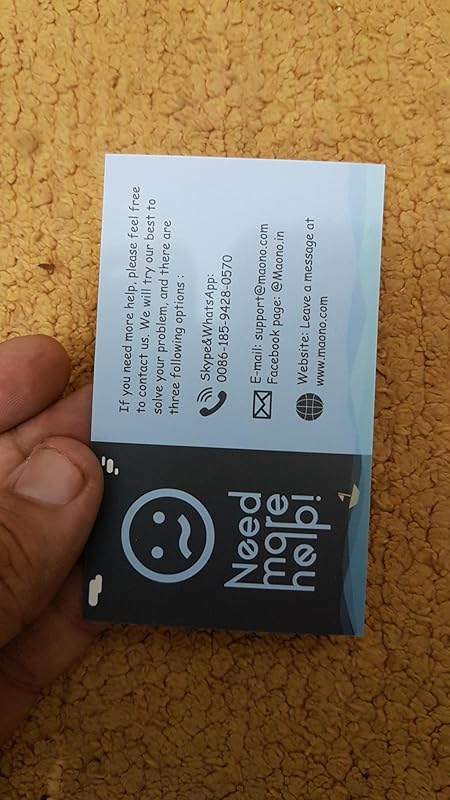 Need
more
help!
If you need more help, please feel free
to contact us. We will try our best to
solve your problem, and there are
three following options :
Skype&WhatsApp:
0086-185-9428-0570
E-mail: support@maono.com
Facebook page: @Maono.in
Website: Leave a message at
www.maono.com